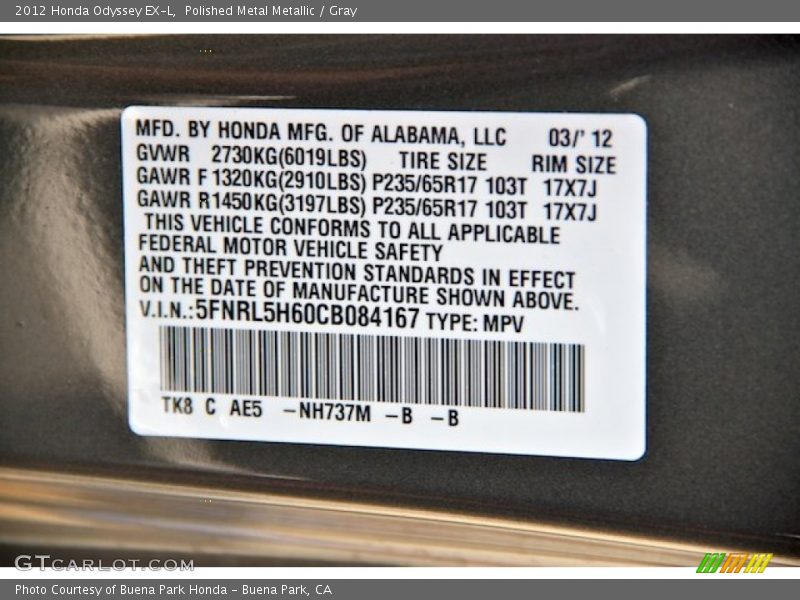 2012 Honda Odyssey EX-L, Polished Metal Metallic / Gray
MFD. BY HONDA MFG. OF ALABAMA, LLC 03/' 12
GVWR 2730KG(6019LBS) TIRE SIZE RIM SIZE
GAWR F 1320KG(2910LBS) P235/65R17 103T 17X7J
GAWR R1450KG(3197LBS) P235/65R17 103T 17X7J
THIS VEHICLE CONFORMS TO ALL APPLICABLE
FEDERAL MOTOR VEHICLE SAFETY
AND THEFT PREVENTION STANDARDS IN EFFECT
ON THE DATE OF MANUFACTURE SHOWN ABOVE.
V.I.N.:5FNRL5H60CB084167 TYPE: MPV
TK8 C AE5 -NH737M -B -B
GTCARLOT.COM
Photo Courtesy of Buena Park Honda - Buena Park, CA